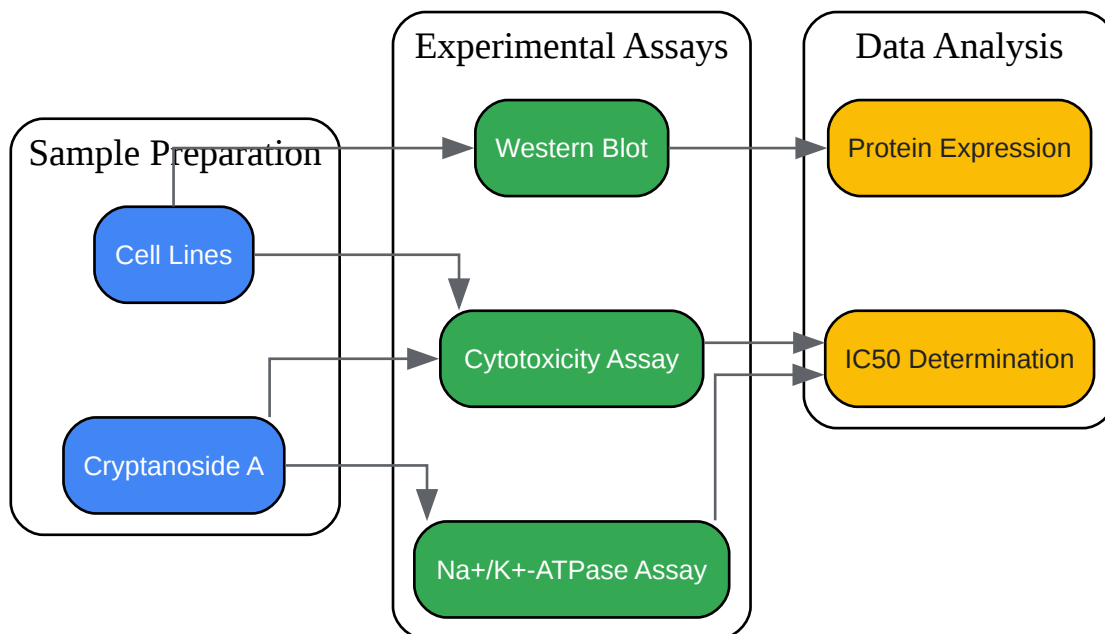 Sample Preparation
Cell Lines
Cryptanoside A
Experimental Assays
Western Blot
Cytotoxicity Assay
Na+/K+-ATPase Assay
Data Analysis
Protein Expression
IC50 Determination